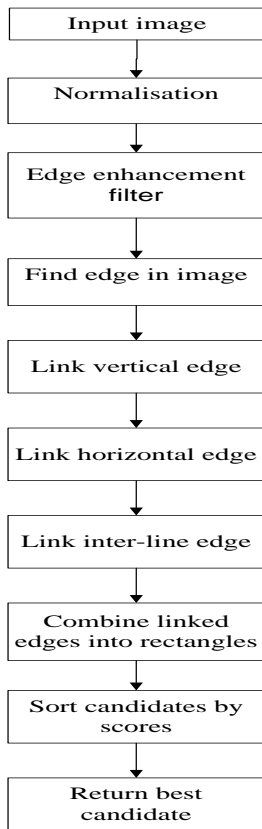 Input image
Normalisation
Edge enhancement
filter
Find edge in image
Link vertical edge
Link horizontal edge
Link inter-line edge
Combine linked
edges into rectangles
Sort candidates by
scores
Return best
candidate